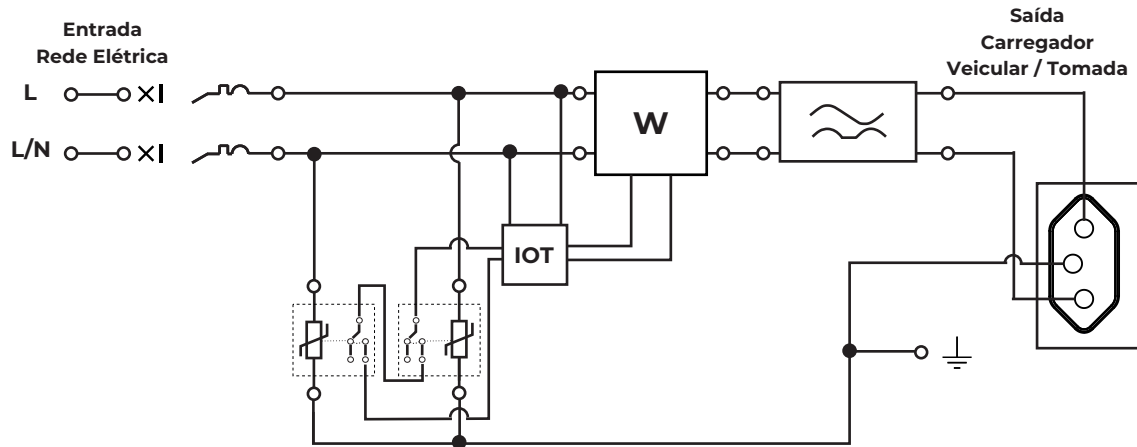 Entrada
Rede Elétrica
Saída
Carregador
Veicular / Tomada
L
L/N
W
IOT